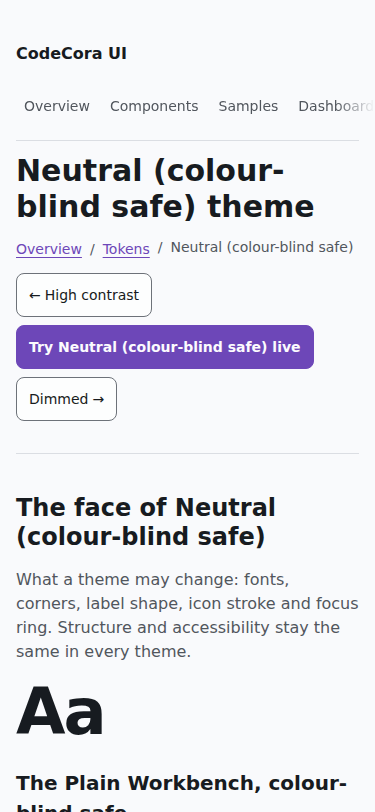 CodeCora UI
Overview Components Samples Dashboard
Neutral (colour-
blind safe) theme
Overview / Tokens / Neutral (colour-blind safe)
← High contrast
Try Neutral (colour-blind safe) live
Dimmed →
The face of Neutral
(colour-blind safe)
What a theme may change: fonts,
corners, label shape, icon stroke and focus
ring. Structure and accessibility stay the
same in every theme.
Aa
The Plain Workbench, colour-
blind safe